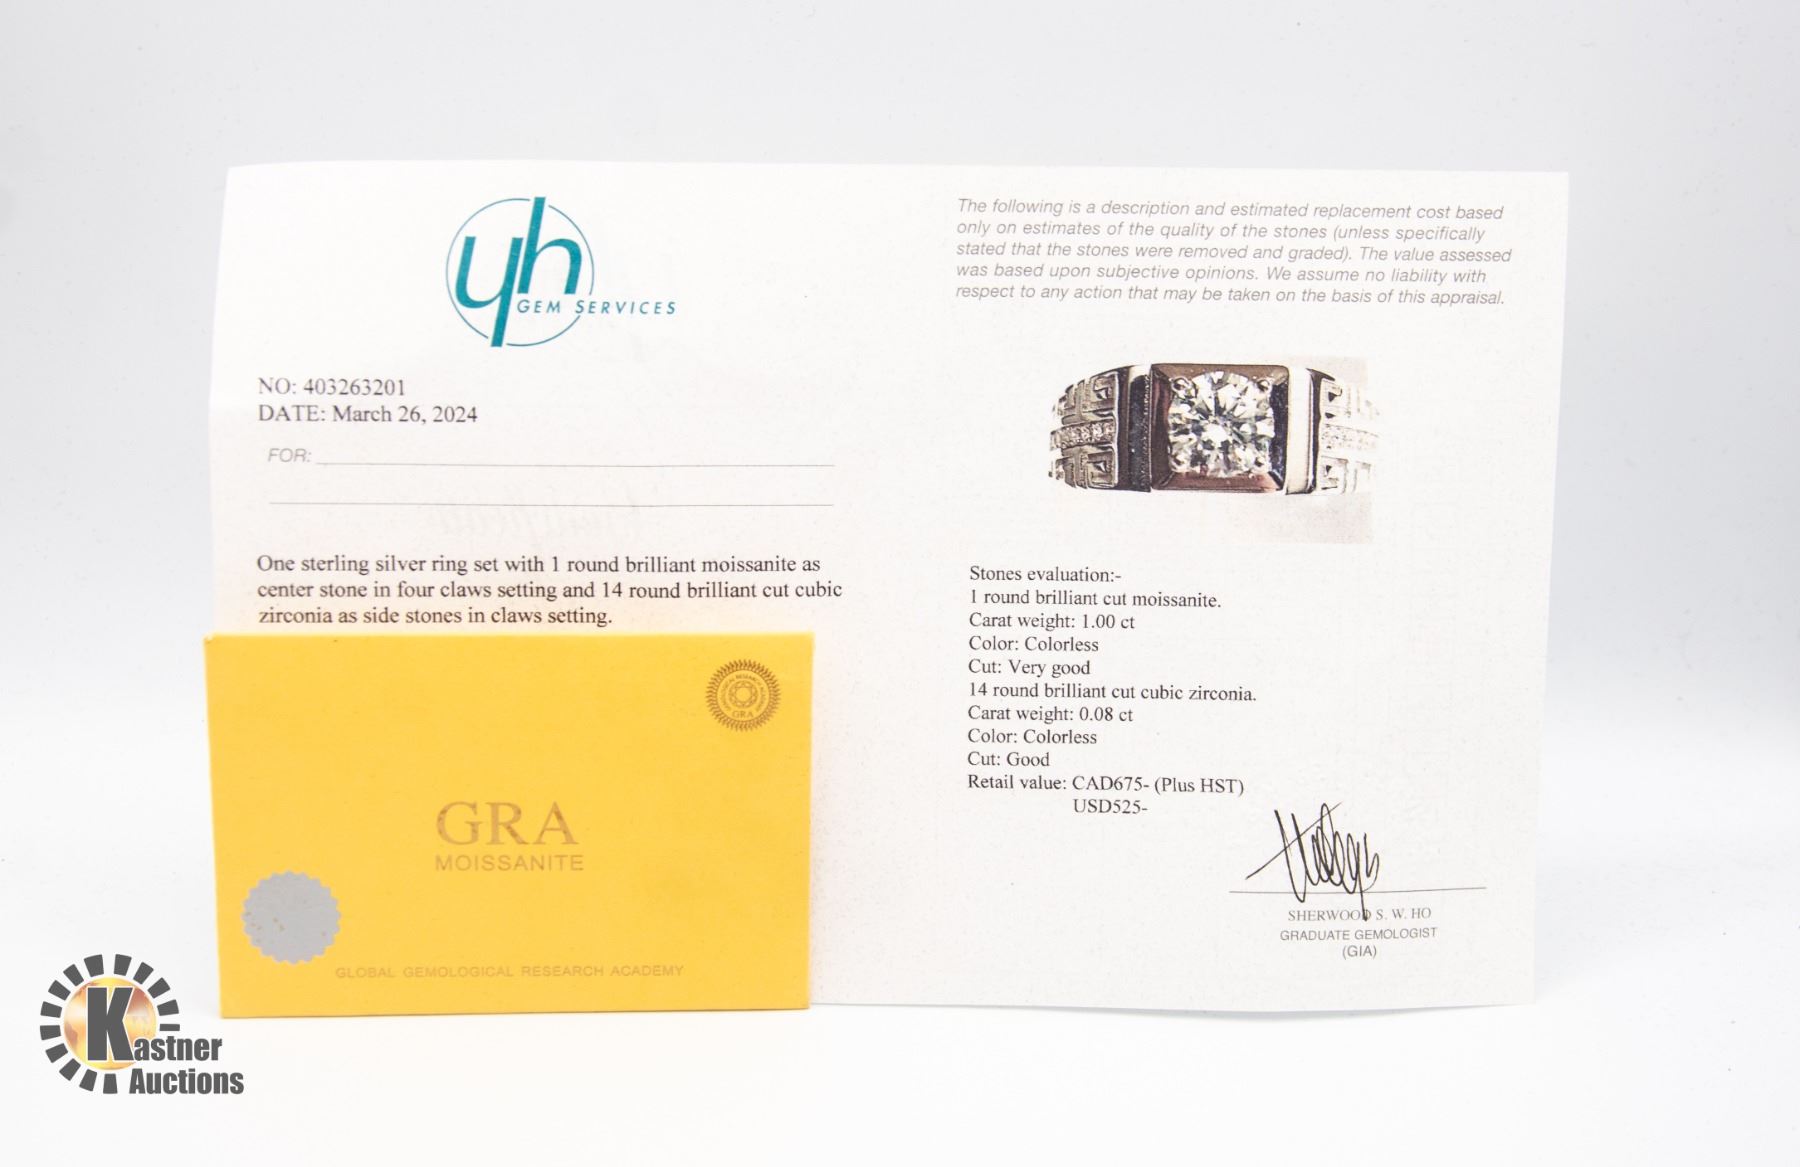 yh
GEM SERVICES
NO: 403263201
DATE: March 26, 2024
FOR:
One sterling silver ring set with 1 round brilliant moissanite as
center stone in four claws setting and 14 round brilliant cut cubic
zirconia as side stones in claws setting.
The following is a description and estimated replacement cost based
only on estimates of the quality of the stones (unless specifically
stated that the stones were removed and graded). The value assessed
was based upon subjective opinions. We assume no liability with
respect to any action that may be taken on the basis of this appraisal.
Stones evaluation:-
1 round brilliant cut moissanite.
Carat weight: 1.00 ct
Color: Colorless
Cut: Very good
14 round brilliant cut cubic zirconia.
Carat weight: 0.08 ct
Color: Colorless
Cut: Good
Retail value: CAD675- (Plus HST)
USD525-
SHERWOOD S. W. HO
GRADUATE GEMOLOGIST
(GIA)
GRA
GRA
MOISSANITE
GLOBAL GEMOLOGICAL RESEARCH ACADEMY
Kastner
Auctions